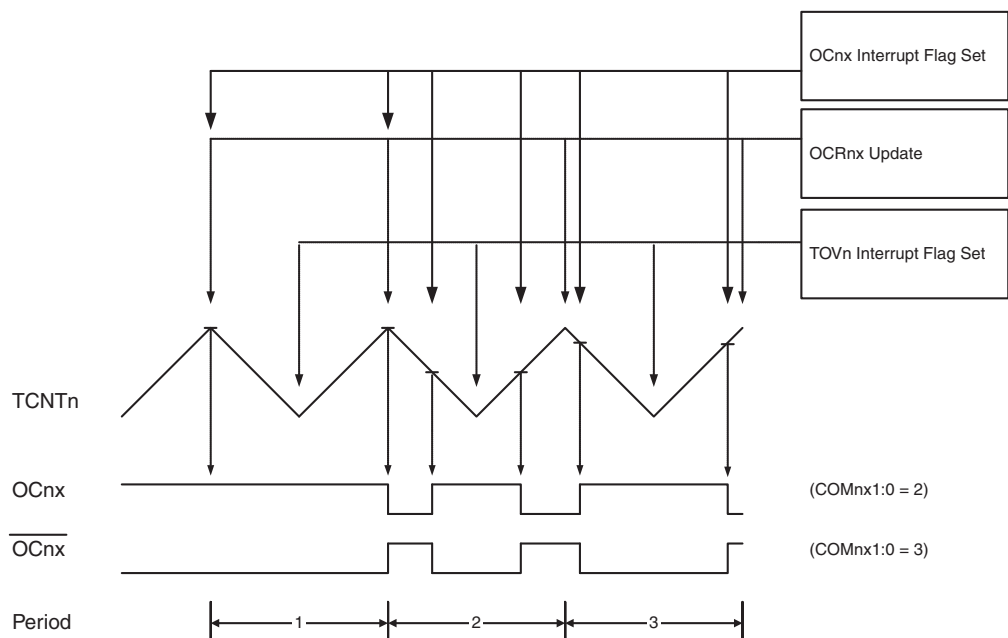 OCnx Interrupt Flag Set
OCRnx Update
TOVn Interrupt Flag Set
TCNTn
OCnx
(COMnx1:0 = 2)
OCnx
(COMnx1:0 = 3)
Period
1
2
3